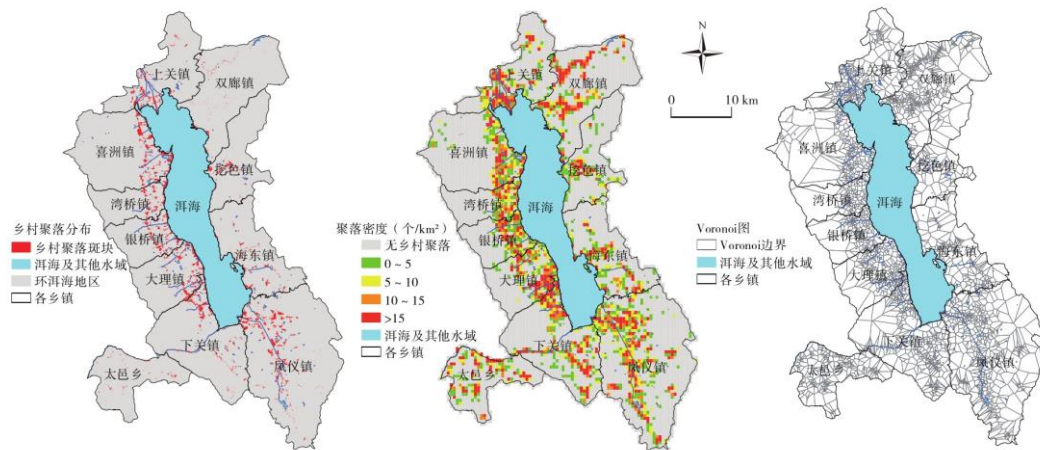 上关镇
双廊镇
喜洲镇
挖色镇
湾桥镇
洱海
银桥镇
海东镇
大理镇
下关镇
太邑乡
凤仪镇
乡村聚落分布
乡村聚落斑块
洱海及其他水域
环洱海地区
各乡镇
上关镇
双廊镇
喜洲镇
挖色镇
湾桥镇
洱海
银桥镇
海东镇
大理镇
下关镇
太邑乡
凤仪镇
聚落密度（个/km²）
无乡村聚落
0～5
5～10
10～15
>15
洱海及其他水域
各乡镇
N
0 10 km
上关镇
双廊镇
喜洲镇
挖色镇
湾桥镇
洱海
银桥镇
海东镇
大理镇
下关镇
太邑乡
凤仪镇
Voronoi图
Voronoi边界
洱海及其他水域
各乡镇